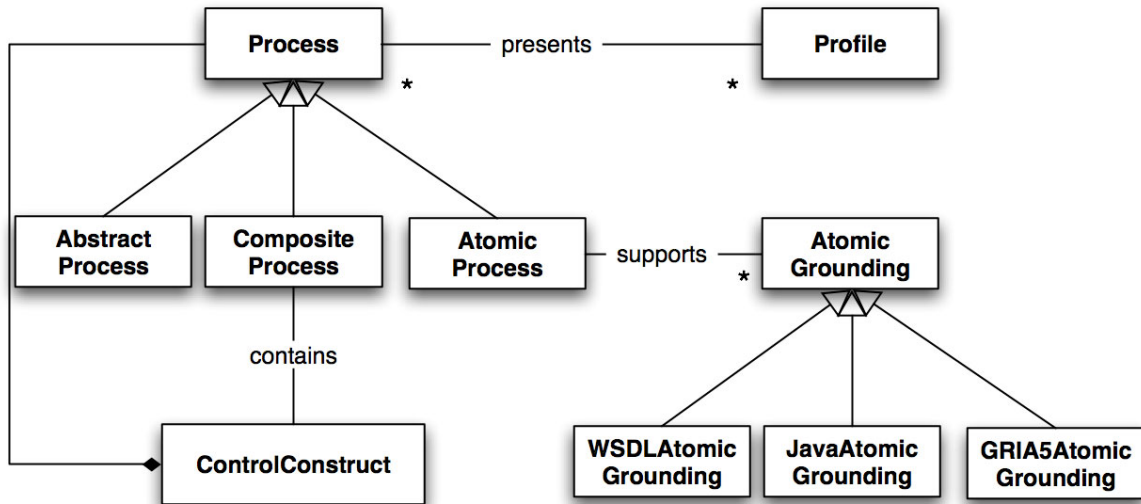 Process
presents
Profile
*
*
Abstract
Process
Composite
Process
Atomic
Process
supports
*
Atomic
Grounding
contains
ControlConstruct
WSDLAtomic
Grounding
JavaAtomic
Grounding
GRIA5Atomic
Grounding